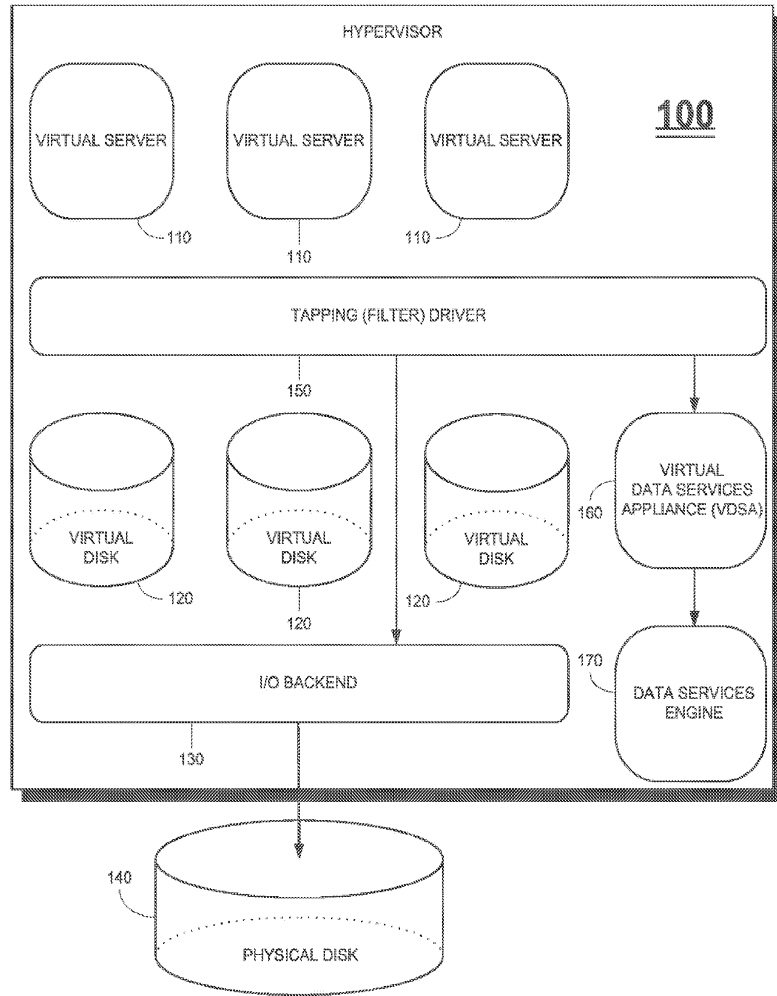 HYPERVISOR
100
VIRTUAL SERVER
VIRTUAL SERVER
VIRTUAL SERVER
110
110
110
TAPPING (FILTER) DRIVER
150
VIRTUAL
DISK
VIRTUAL
DISK
VIRTUAL
DISK
VIRTUAL
DATA SERVICES
APPLIANCE (VDSA)
160
120
120
120
I/O BACKEND
130
170
DATA SERVICES
ENGINE
140
PHYSICAL DISK